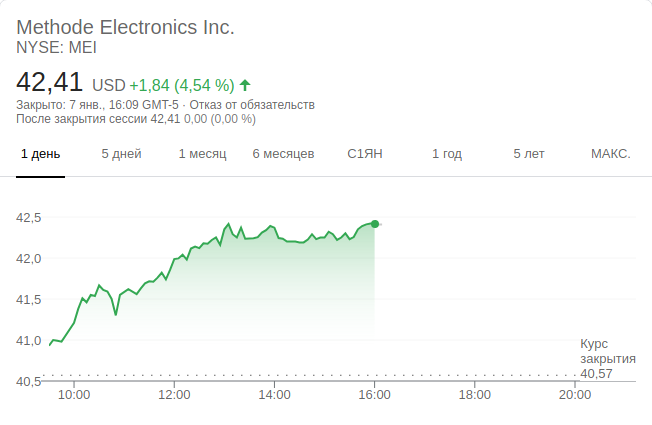 Methode Electronics Inc.
NYSE: MEI
42,41 USD +1,84 (4,54 %)
Закрыто: 7 янв., 16:09 GMT-5 · Отказ от обязательств
После закрытия сессии 42,41 0,00 (0,00 %)
1 день 5 дней 1 месяц 6 месяцев С1ЯН 1 год 5 лет МАКС.
42,5
42,0
41,5
41,0
40,5
Курс
закрытия
40,57
10:00 12:00 14:00 16:00 18:00 20:00